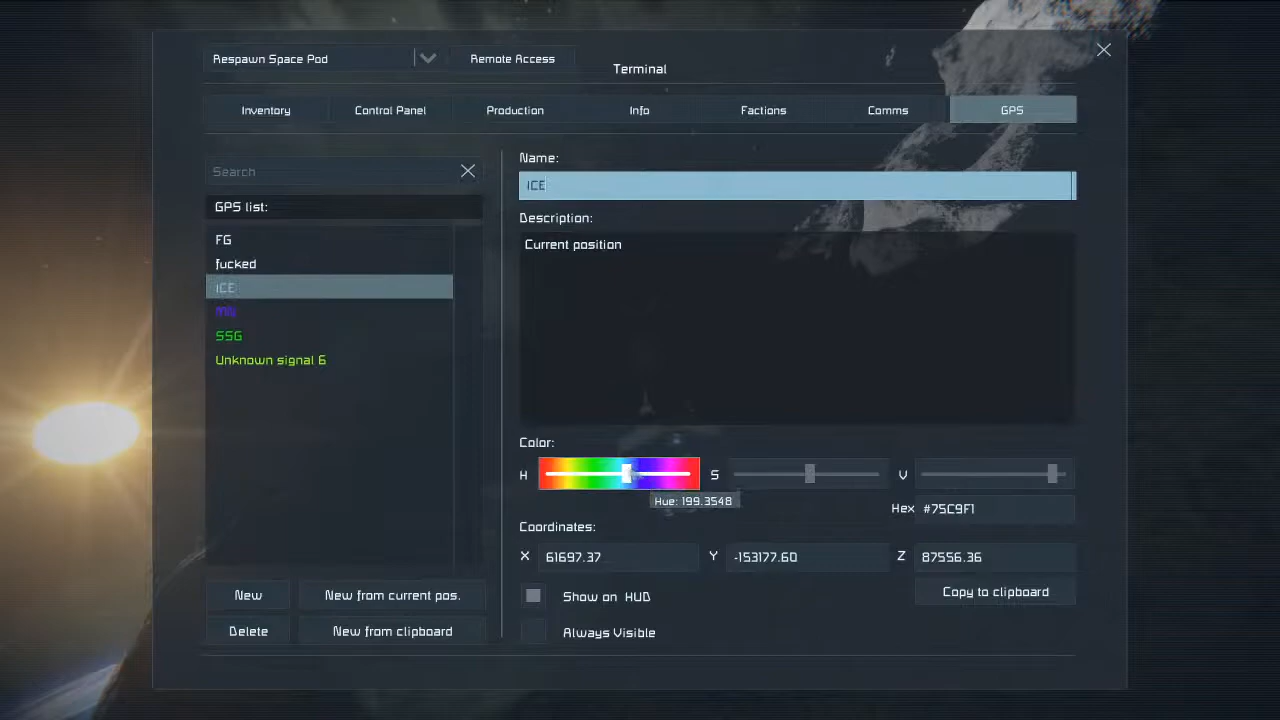 Respawn Space Pod
Remote Access
Terminal
Inventory
Control Panel
Production
Info
Factions
Comms
GPS
Search
GPS list:
FG
fucked
ICE
SSG
Unknown signal 6
New
New from current pos.
Delete
New from clipboard
Name:
ICE
Description:
Current position
Color:
H
S
V
Hue: 199.3548
Hex #75C9F1
Coordinates:
X 61697.37
Y -153177.60
Z 87556.36
Copy to clipboard
Show on HUD
Always Visible